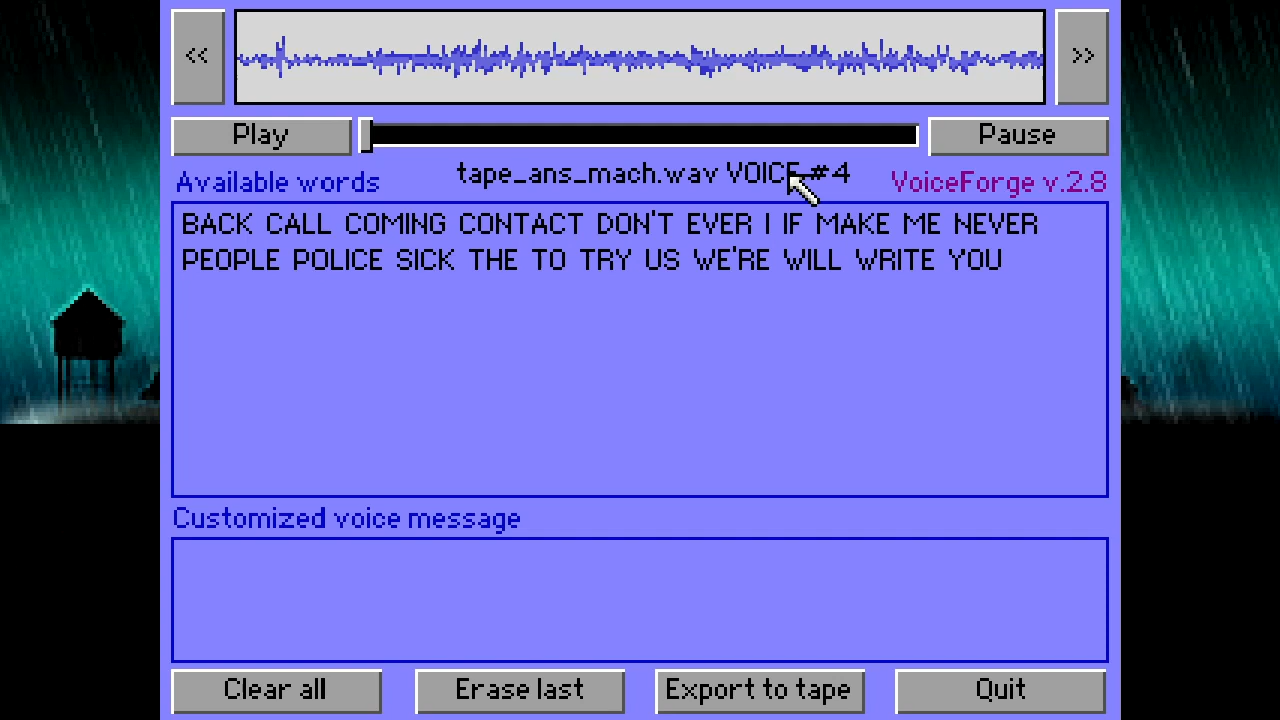 << >>
Play Pause
tape_ans_mach.wav VOICE #4
Available words VoiceForge v.2.8
BACK CALL COMING CONTACT DON'T EVER I IF MAKE ME NEVER
PEOPLE POLICE SICK THE TO TRY US WE'RE WILL WRITE YOU
Customized voice message
Clear all Erase last Export to tape Quit